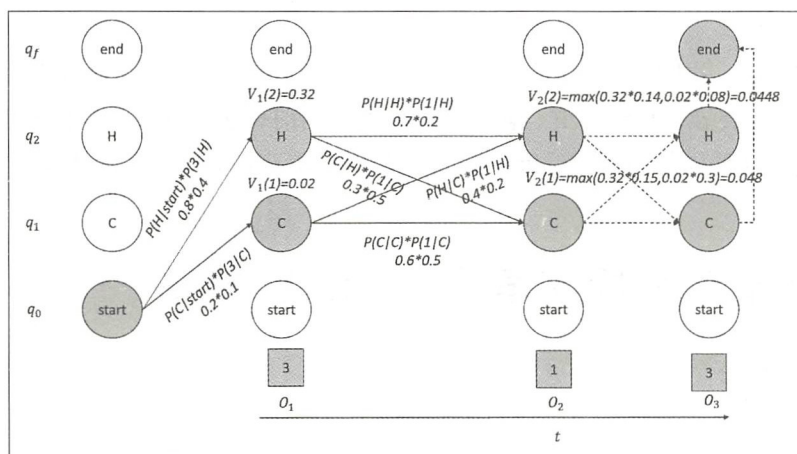 q_f end end end end
V_1(2)=0.32 P(H|H)*P(1|H) V_2(2)=max(0.32*0.14,0.02*0.08)=0.0448
0.7*0.2
q_2 H H H H
P(H|start)*P(3|H)
0.8*0.4
P(C|H)*P(1|C)
0.3*0.5
P(H|C)*P(1|H)
0.4*0.2
V_1(1)=0.02 V_2(1)=max(0.32*0.15,0.02*0.3)=0.048
q_1 C C C C
P(C|C)*P(1|C)
0.6*0.5
P(C|start)*P(3|C)
0.2*0.1
q_0 start start start start
3 1 3
O_1 O_2 O_3
t